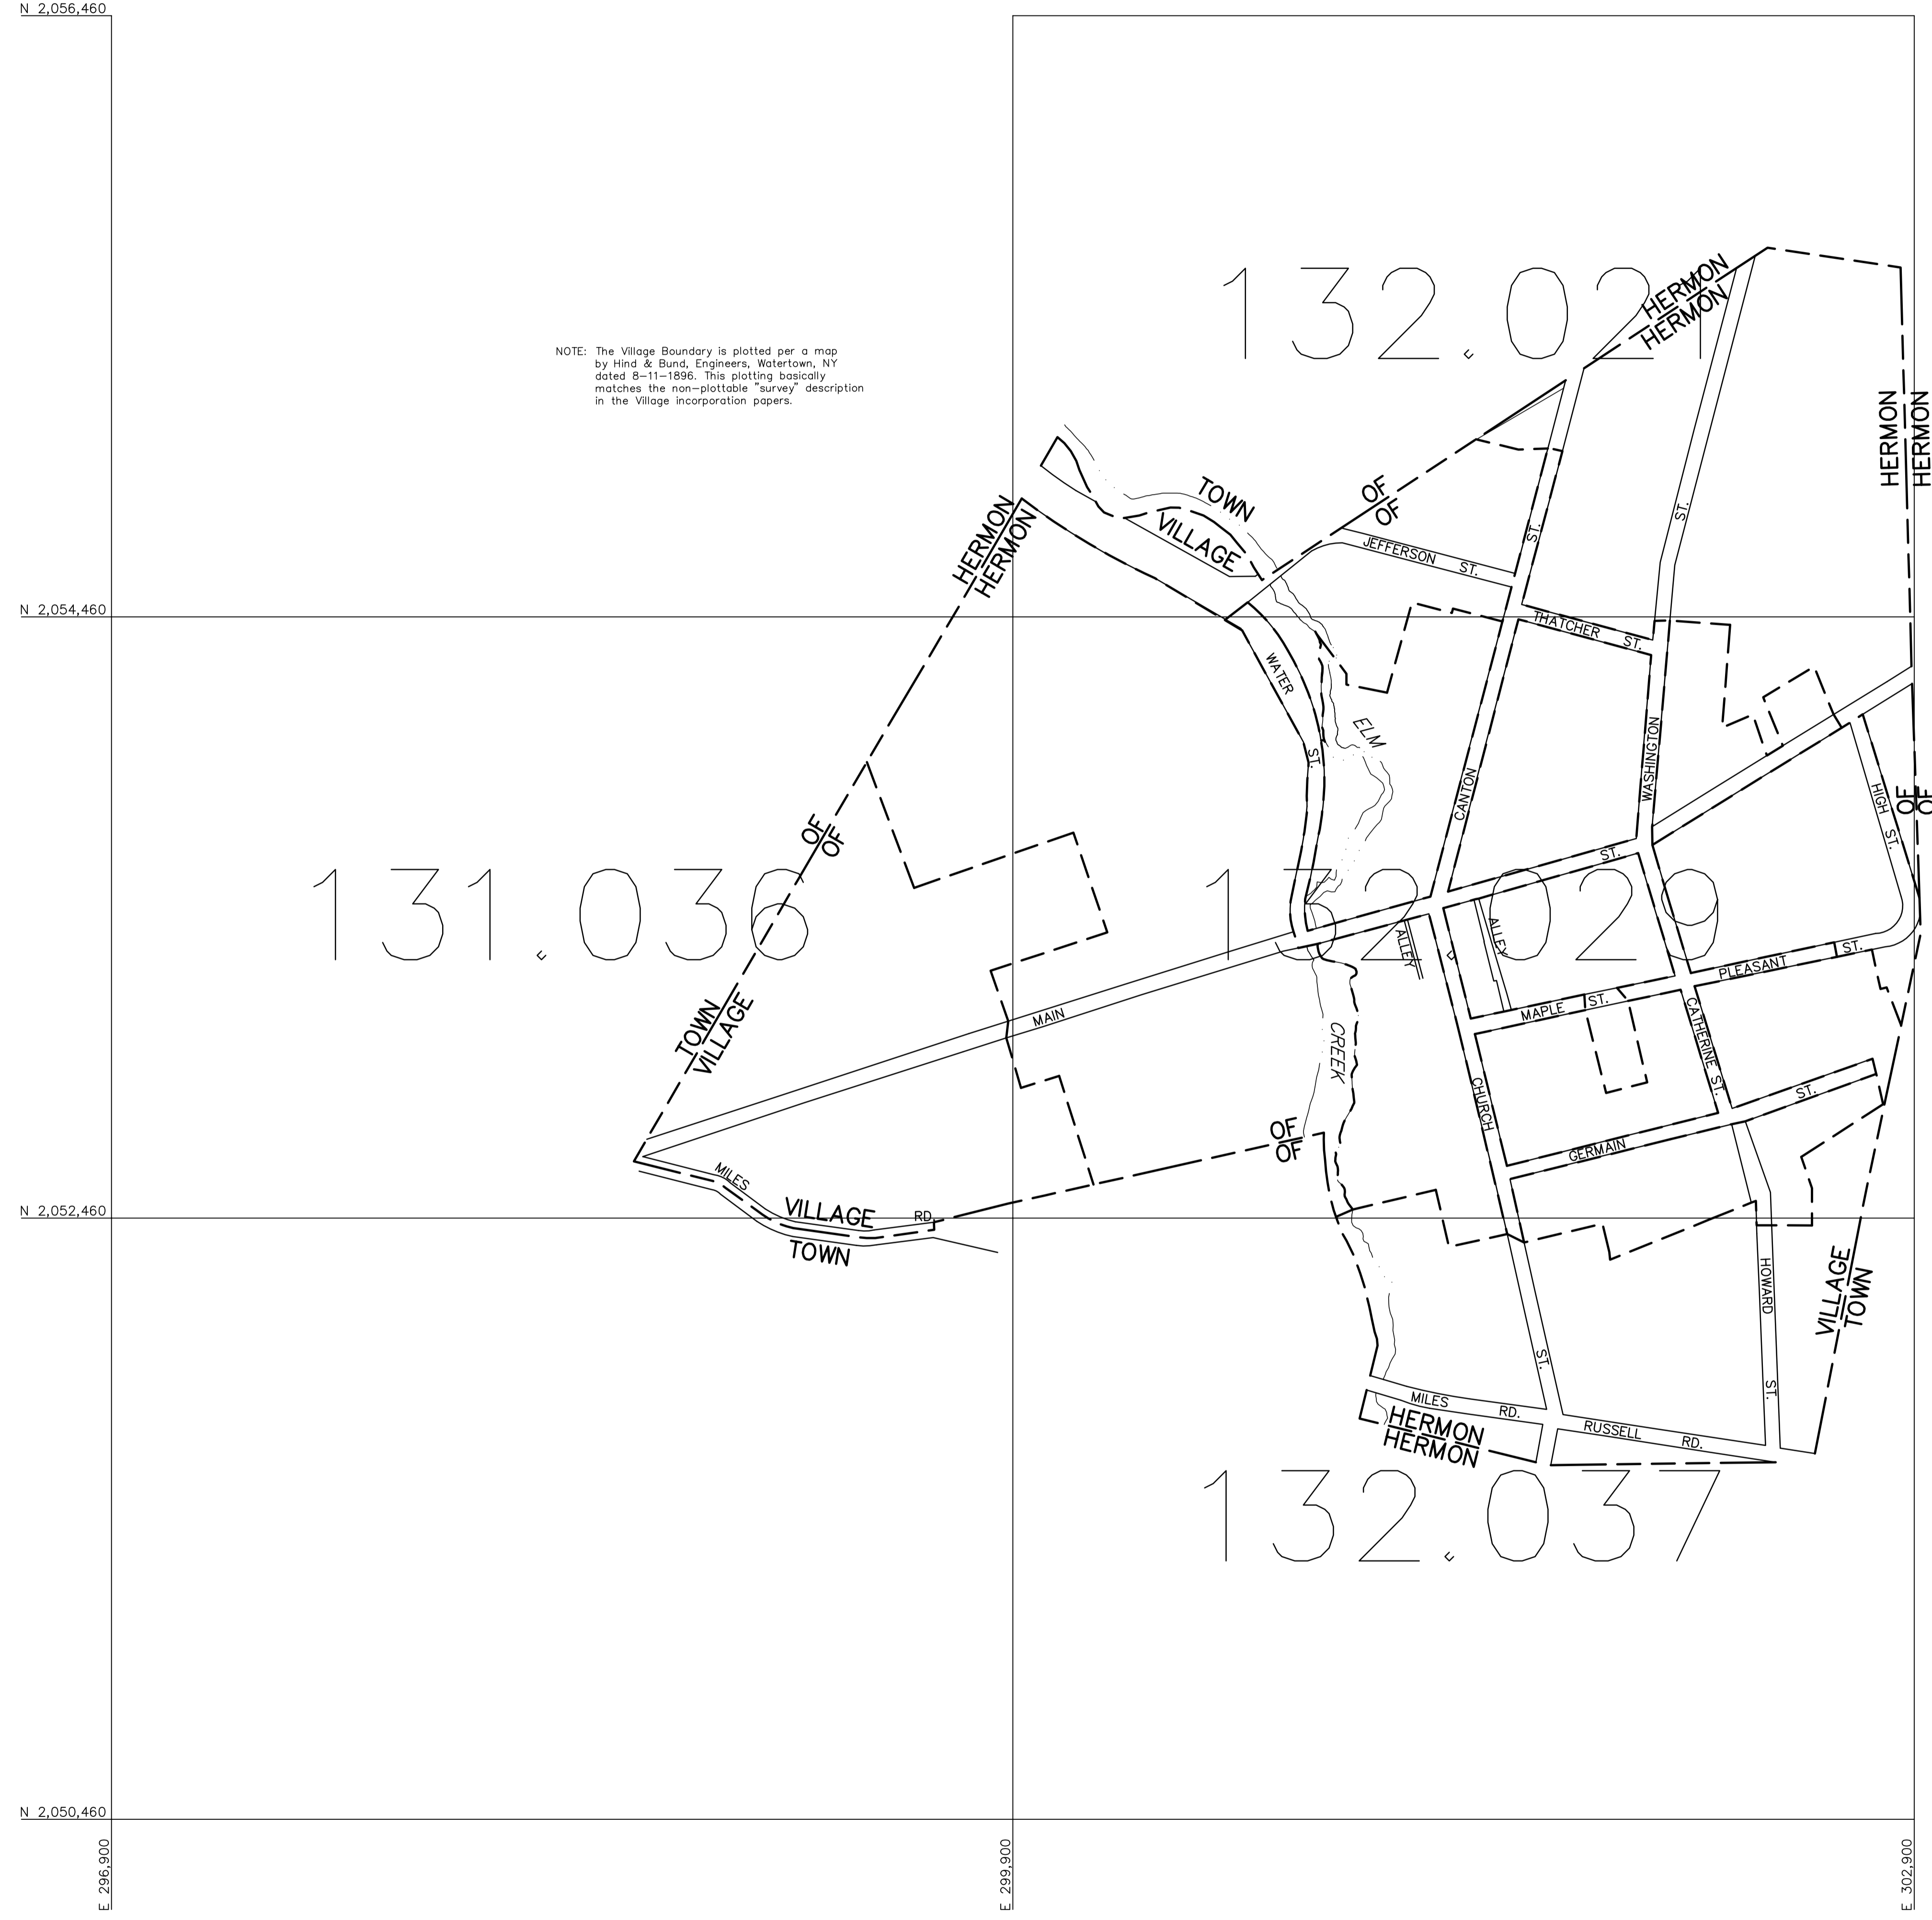 N 2,056,460
132.021
HERMON
HERMON
NOTE: The Village Boundary is plotted per a map
by Hind & Bund, Engineers, Watertown, NY
dated 8-11-1896. This plotting basically
matches the non-plottable "survey" description
in the Village incorporation papers.
HERMON
HERMON
TOWN
VILLAGE
OF
OF
HERMON
HERMON
ST.
ST.
JEFFERSON ST.
N 2,054,460
THATCHER ST.
WATER
ST.
ELM
CANTON
WASHINGTON
HIGH ST.
OF
OF
OF
OF
131.036
132.029
ST.
ALLEY
ALLEY
PLEASANT ST.
TOWN
VILLAGE
MAIN
MAPLE ST.
CREEK
CATHERINE ST.
CHURCH
ST.
OF
OF
GERMAIN
MILES
RD.
VILLAGE
TOWN
N 2,052,460
HOWARD
ST.
VILLAGE
TOWN
ST.
MILES RD.
HERMON
HERMON
RUSSELL RD.
132.037
N 2,050,460
E 296,900
E 299,900
E 302,900